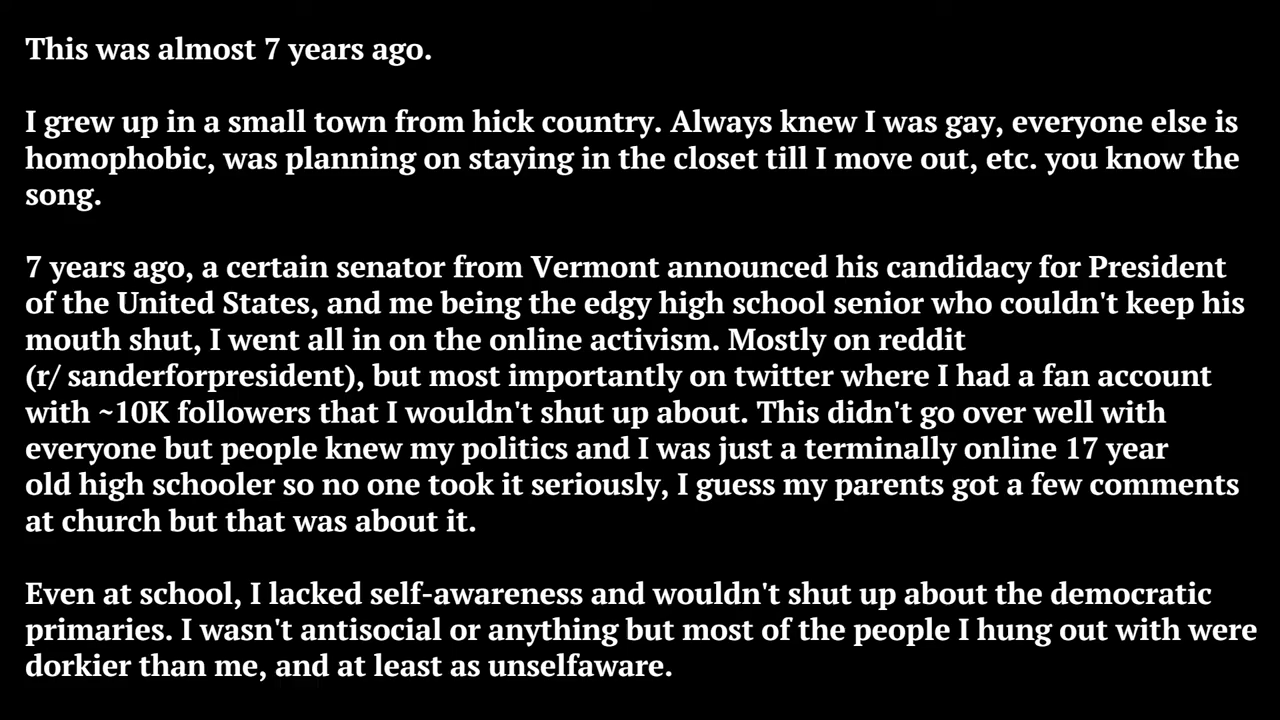 This was almost 7 years ago.
I grew up in a small town from hick country. Always knew I was gay, everyone else is
homophobic, was planning on staying in the closet till I move out, etc. you know the
song.
7 years ago, a certain senator from Vermont announced his candidacy for President
of the United States, and me being the edgy high school senior who couldn't keep his
mouth shut, I went all in on the online activism. Mostly on reddit
(r/ sanderforpresident), but most importantly on twitter where I had a fan account
with ~10K followers that I wouldn't shut up about. This didn't go over well with
everyone but people knew my politics and I was just a terminally online 17 year
old high schooler so no one took it seriously, I guess my parents got a few comments
at church but that was about it.
Even at school, I lacked self-awareness and wouldn't shut up about the democratic
primaries. I wasn't antisocial or anything but most of the people I hung out with were
dorkier than me, and at least as unselfaware.